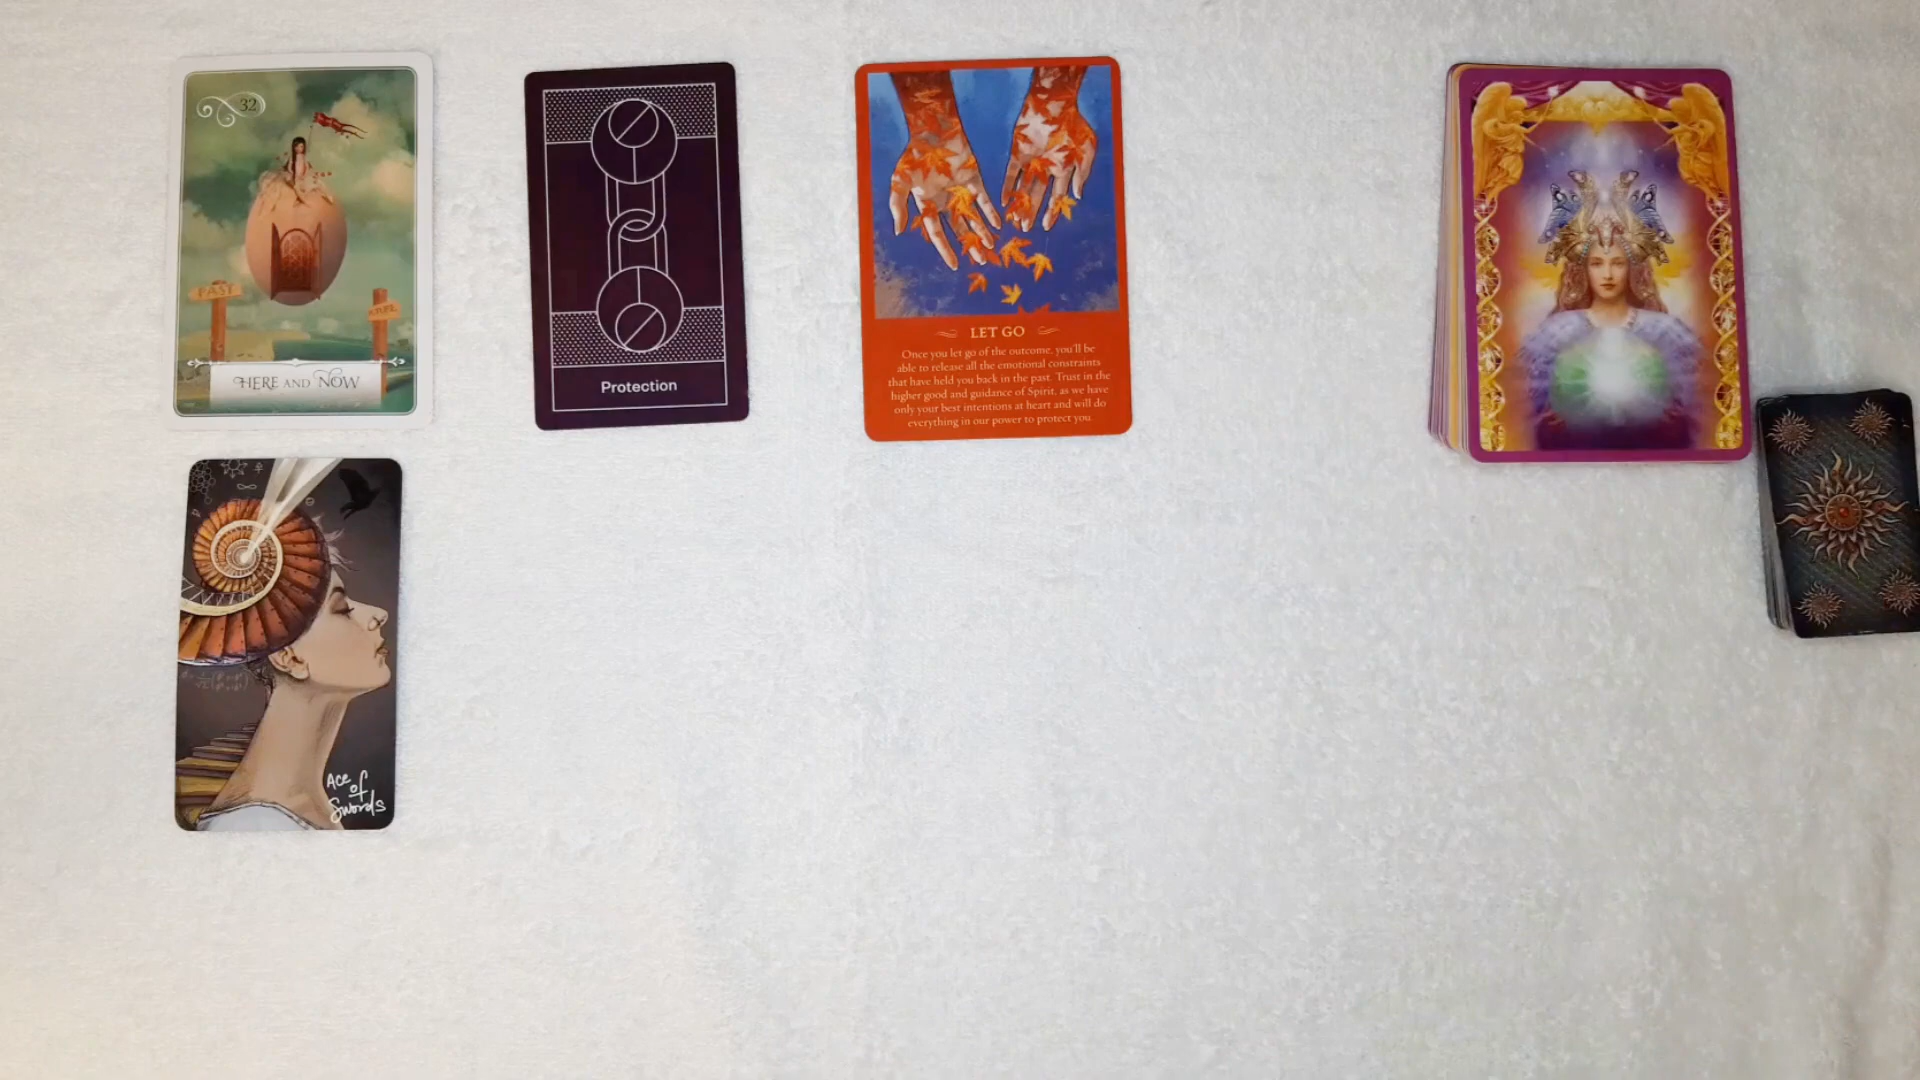 32
PAST
HERE AND NOW
Protection
LET GO
Once you let go of the outcome, you'll be
able to release all the emotional constraints
that have held you back in the past. Trust in the
higher good and guidance of Spirit, as we have
only your best intentions at heart and will do
everything in our power to protect you.
Ace
of
Swords